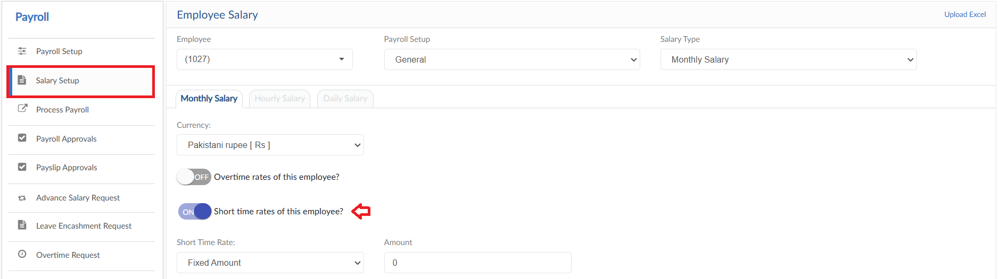 Payroll
Payroll Setup
Salary Setup
Process Payroll
Payroll Approvals
Payslip Approvals
Advance Salary Request
Leave Encashment Request
Overtime Request
Employee Salary
Upload Excel
Employee
Payroll Setup
Salary Type
(1027)
General
Monthly Salary
Monthly Salary
Hourly Salary
Daily Salary
Currency:
Pakistani rupee [ Rs ]
OFF Overtime rates of this employee?
ON Short time rates of this employee?
Short Time Rate:
Amount
Fixed Amount
0